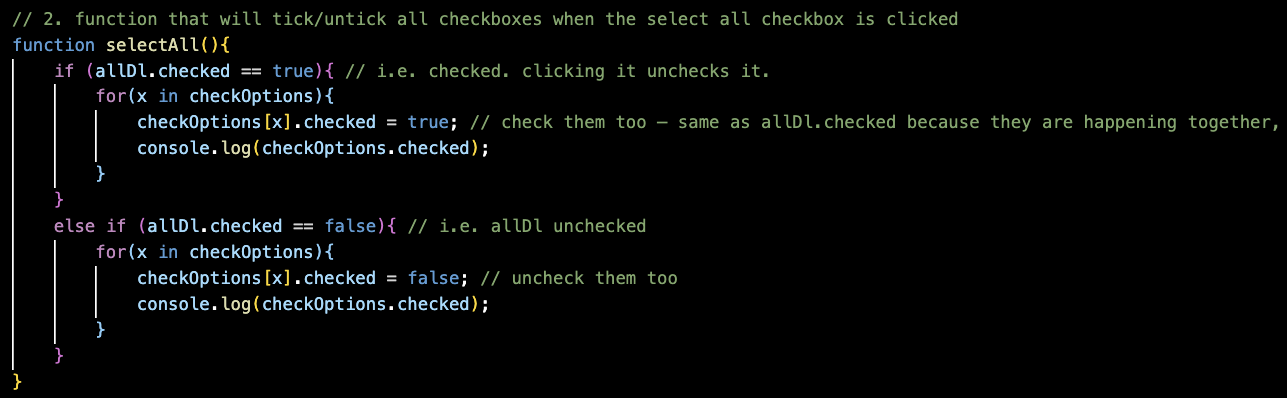 // 2. function that will tick/untick all checkboxes when the select all checkbox is clicked
function selectAll(){
    if (allDl.checked == true){ // i.e. checked. clicking it unchecks it.
        for(x in checkOptions){
            checkOptions[x].checked = true; // check them too – same as allDl.checked because they are happening together,
            console.log(checkOptions.checked);
        }
    }
    else if (allDl.checked == false){ // i.e. allDl unchecked
        for(x in checkOptions){
            checkOptions[x].checked = false; // uncheck them too
            console.log(checkOptions.checked);
        }
    }
}